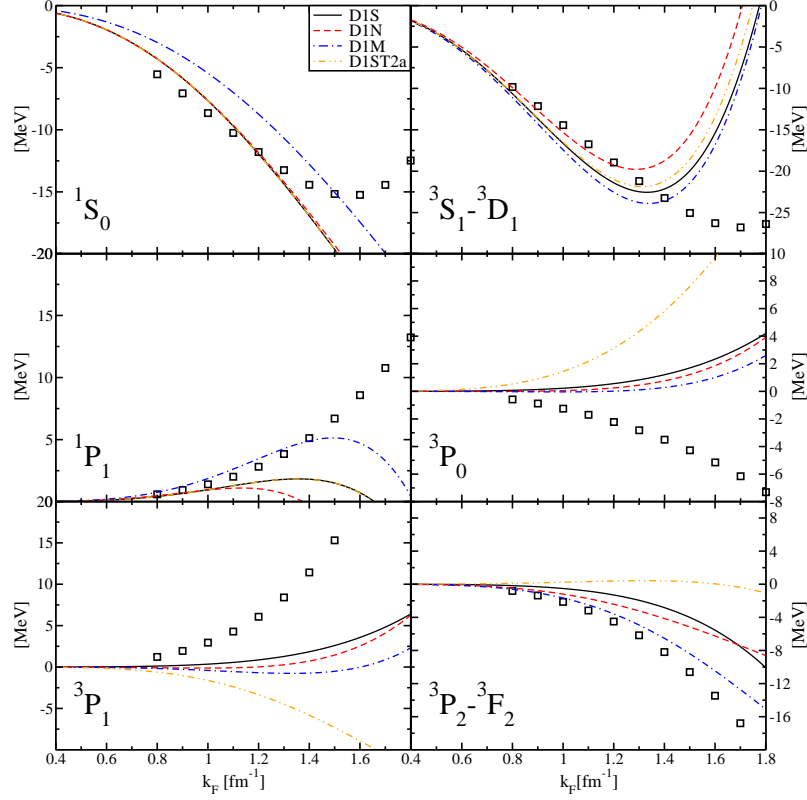 0
-5
-10
-15
-20
[MeV]
D1S
D1N
D1M
D1ST2a
¹S₀
0
-5
-10
-15
-20
-25
[MeV]
³S₁-³D₁
15
10
5
20
[MeV]
¹P₁
10
8
6
4
2
0
-2
-4
-6
-8
[MeV]
³P₀
15
10
5
0
-5
[MeV]
³P₁
8
4
0
-4
-8
-12
-16
[MeV]
³P₂-³F₂
0.4 0.6 0.8 1 1.2 1.4 1.6 0.4 0.6 0.8 1.0 1.2 1.4 1.6 1.8
k_F [fm⁻¹] k_F [fm⁻¹]